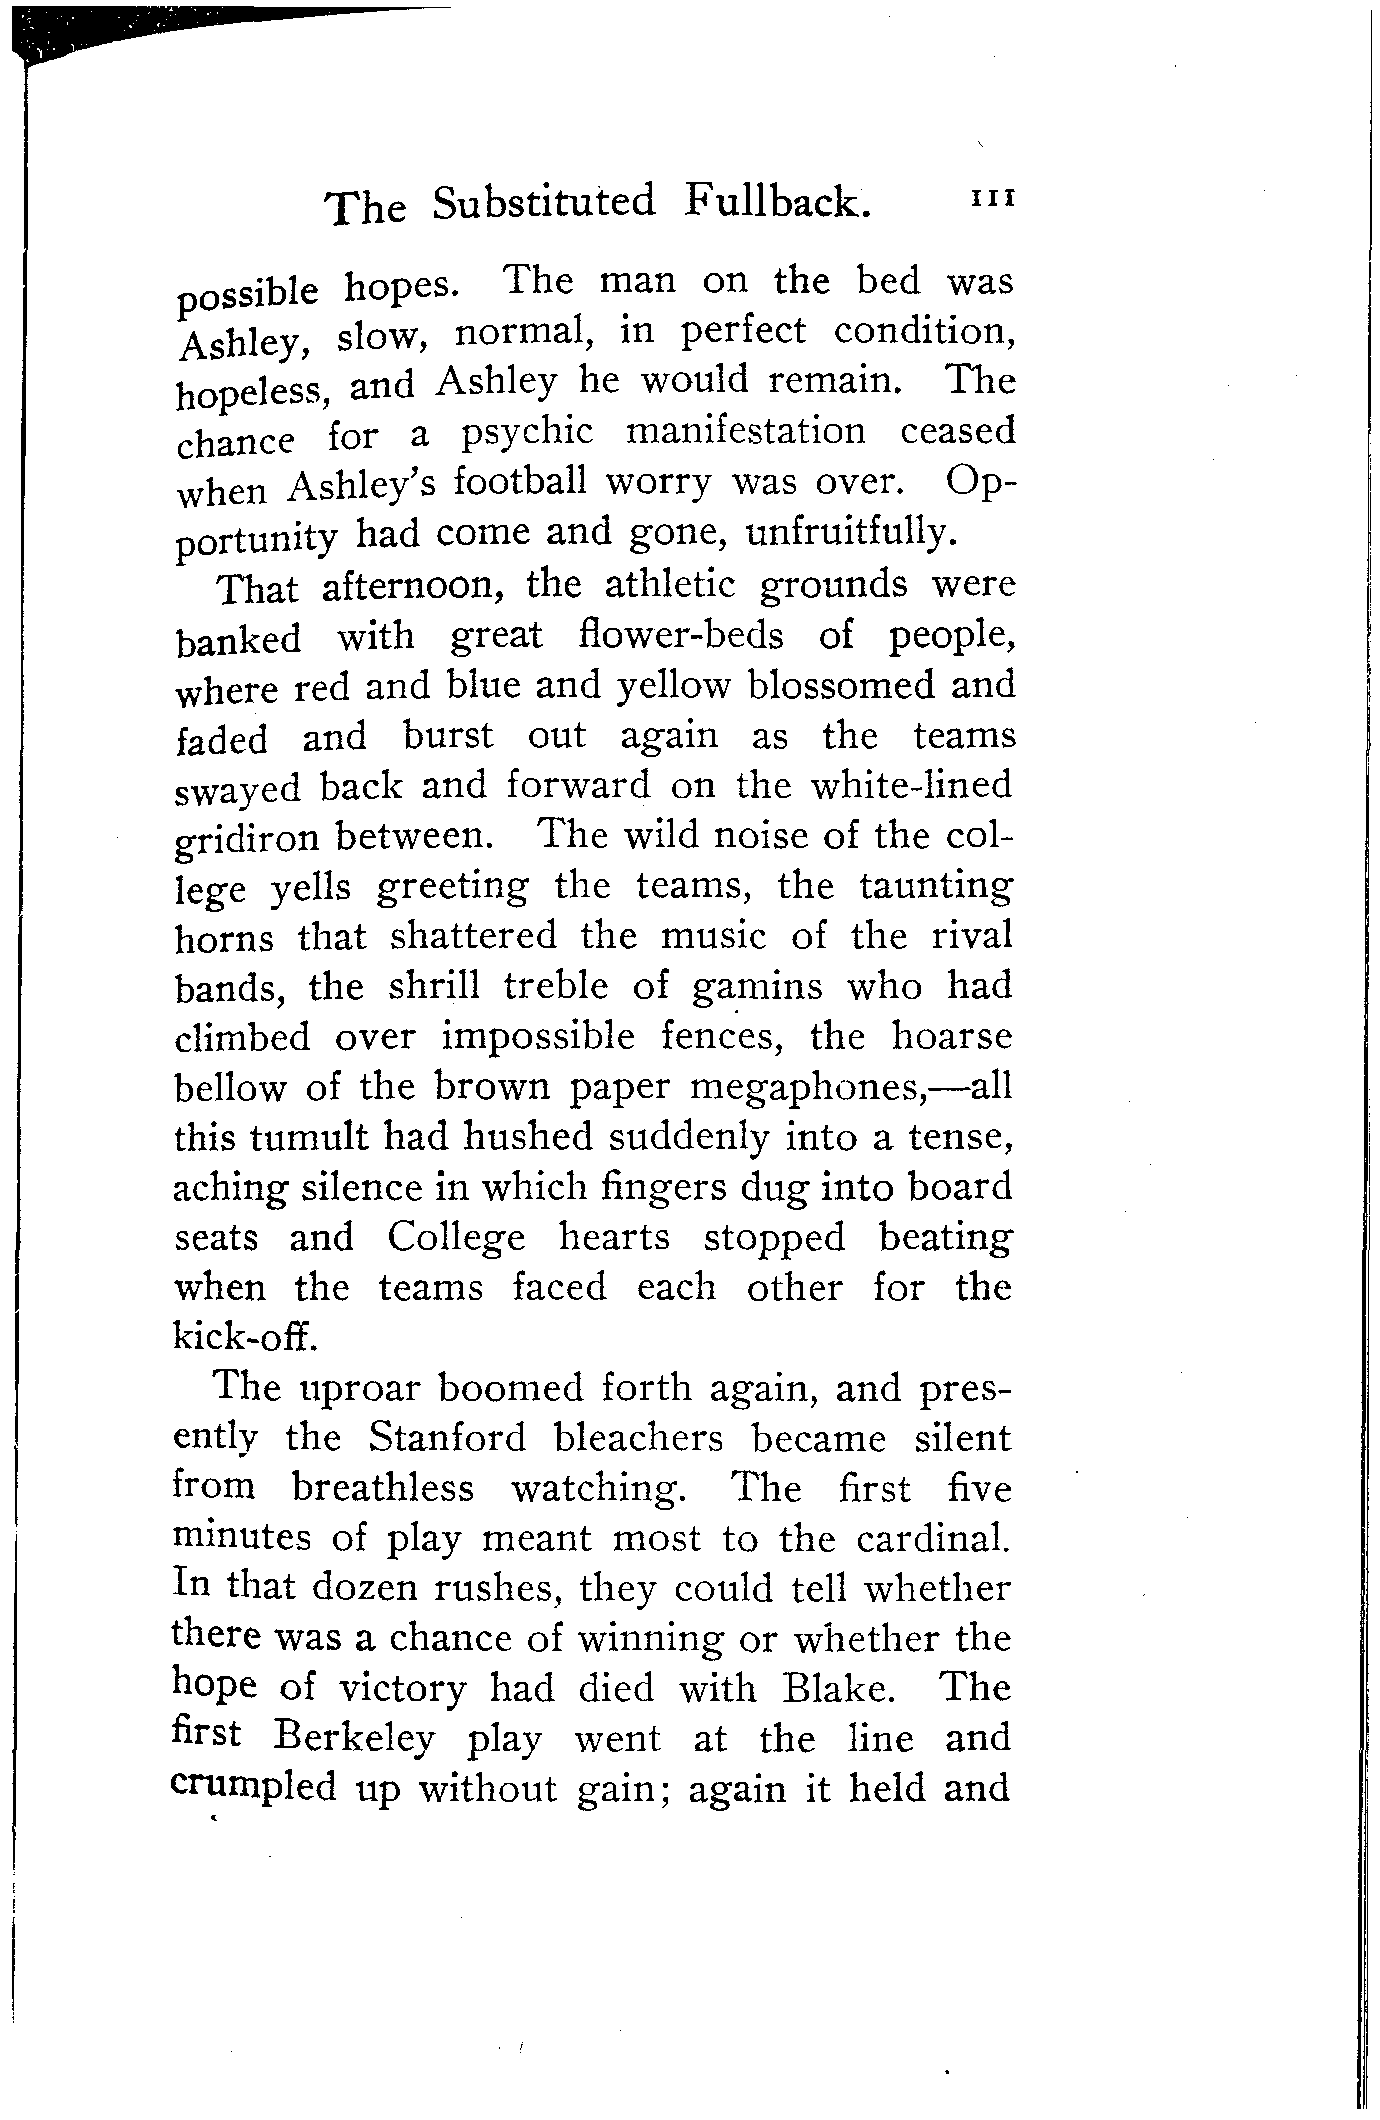 The Substituted Fullback. 111
possible hopes. The man on the bed was
Ashley, slow, normal, in perfect condition,
hopeless, and Ashley he would remain. The
chance for a psychic manifestation ceased
when Ashley's football worry was over. Op-
portunity had come and gone, unfruitfully.
That afternoon, the athletic grounds were
banked with great flower-beds of people,
where red and blue and yellow blossomed and
faded and burst out again as the teams
swayed back and forward on the white-lined
gridiron between. The wild noise of the col-
lege yells greeting the teams, the taunting
horns that shattered the music of the rival
bands, the shrill treble of gamins who had
climbed over impossible fences, the hoarse
bellow of the brown paper megaphones,—all
this tumult had hushed suddenly into a tense,
aching silence in which fingers dug into board
seats and College hearts stopped beating
when the teams faced each other for the
kick-off.
The uproar boomed forth again, and pres-
ently the Stanford bleachers became silent
from breathless watching. The first five
minutes of play meant most to the cardinal.
In that dozen rushes, they could tell whether
there was a chance of winning or whether the
hope of victory had died with Blake. The
first Berkeley play went at the line and
crumpled up without gain; again it held and